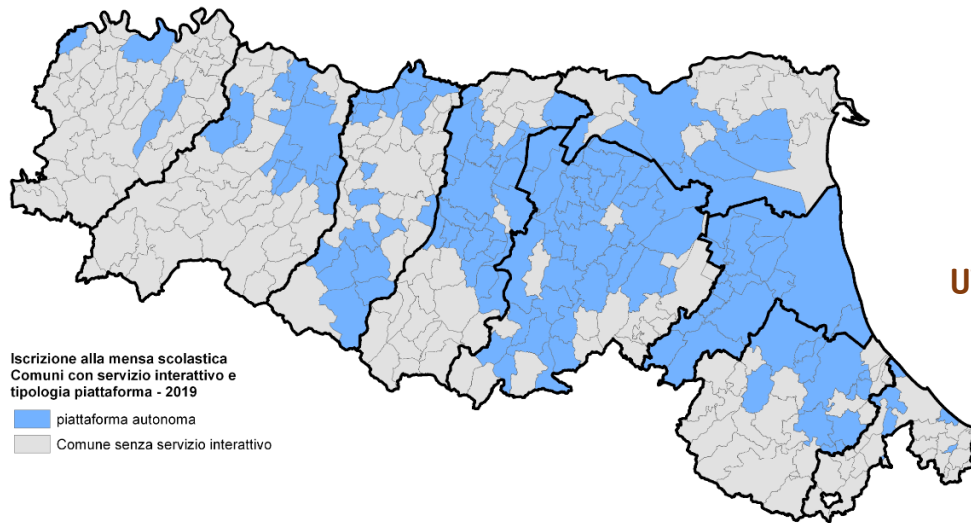 U
Iscrizione alla mensa scolastica
Comuni con servizio interattivo e
tipologia piattaforma - 2019
piattaforma autonoma
Comune senza servizio interattivo